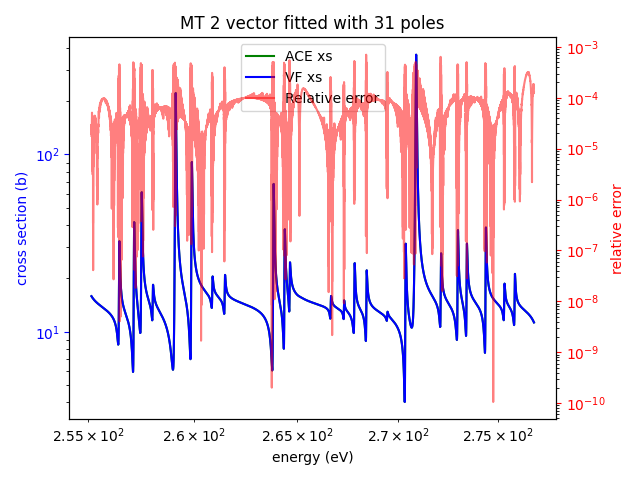 MT 2 vector fitted with 31 poles
ACE xs
VF xs
Relative error
cross section (b)
10²
10¹
relative error
10⁻³
10⁻⁴
10⁻⁵
10⁻⁶
10⁻⁷
10⁻⁸
10⁻⁹
10⁻¹⁰
2.55×10² 2.6×10² 2.65×10² 2.7×10² 2.75×10²
energy (eV)